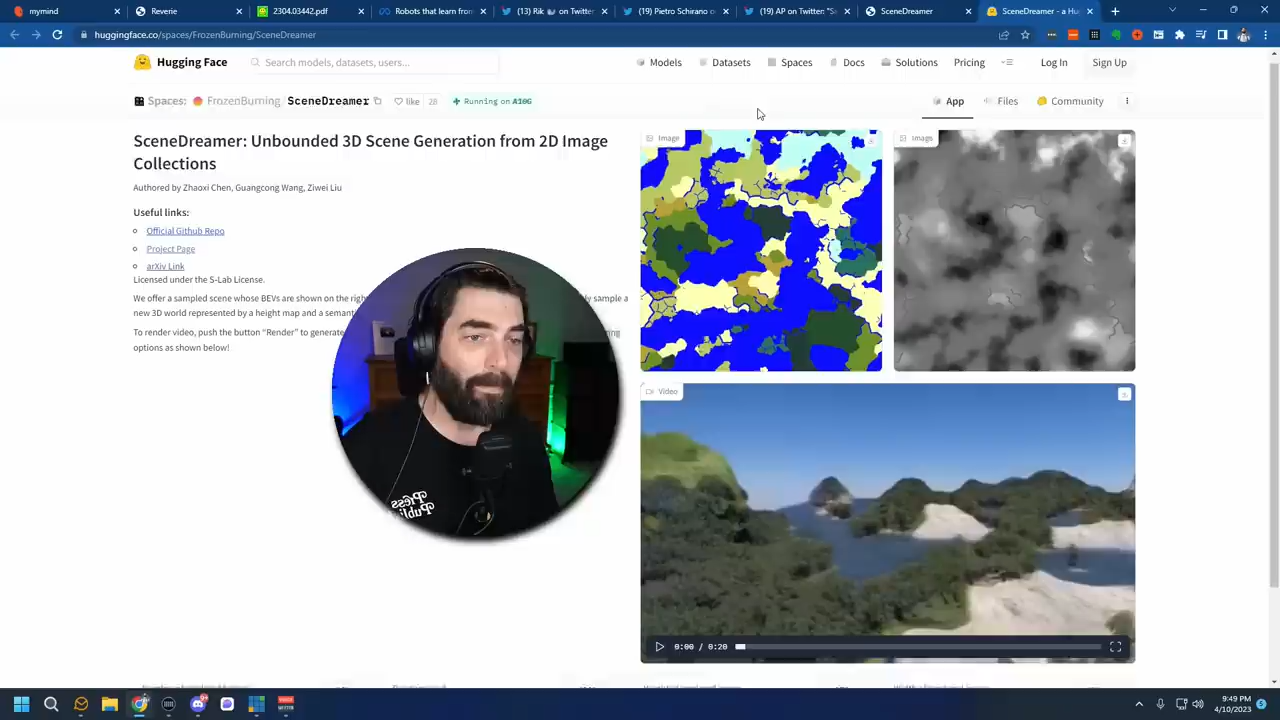 mymind
Reverie
2304.03442.pdf
Robots that learn from
(13) Rik on Twitter
(19) Pietro Schirano o
(19) AP on Twitter: "S
SceneDreamer
SceneDreamer - a Hu
huggingface.co/spaces/FrozenBurning/SceneDreamer
Hugging Face
Search models, datasets, users...
Models
Datasets
Spaces
Docs
Solutions
Pricing
Log In
Sign Up
Spaces:
FrozenBurning
SceneDreamer
like
28
Running on A10G
App
Files
Community
SceneDreamer: Unbounded 3D Scene Generation from 2D Image
Collections
Authored by Zhaoxi Chen, Guangcong Wang, Ziwei Liu
Useful links:
Official Github Repo
Project Page
arXiv Link
Licensed under the S-Lab License.
We offer a sampled scene whose BEVs are shown on the righ
sample a
new 3D world represented by a height map and a semant
To render video, push the button "Render" to generate
options as shown below!
Image
Image
Video
0:00 / 0:20
Press
Publi
9:49 PM
4/10/2023